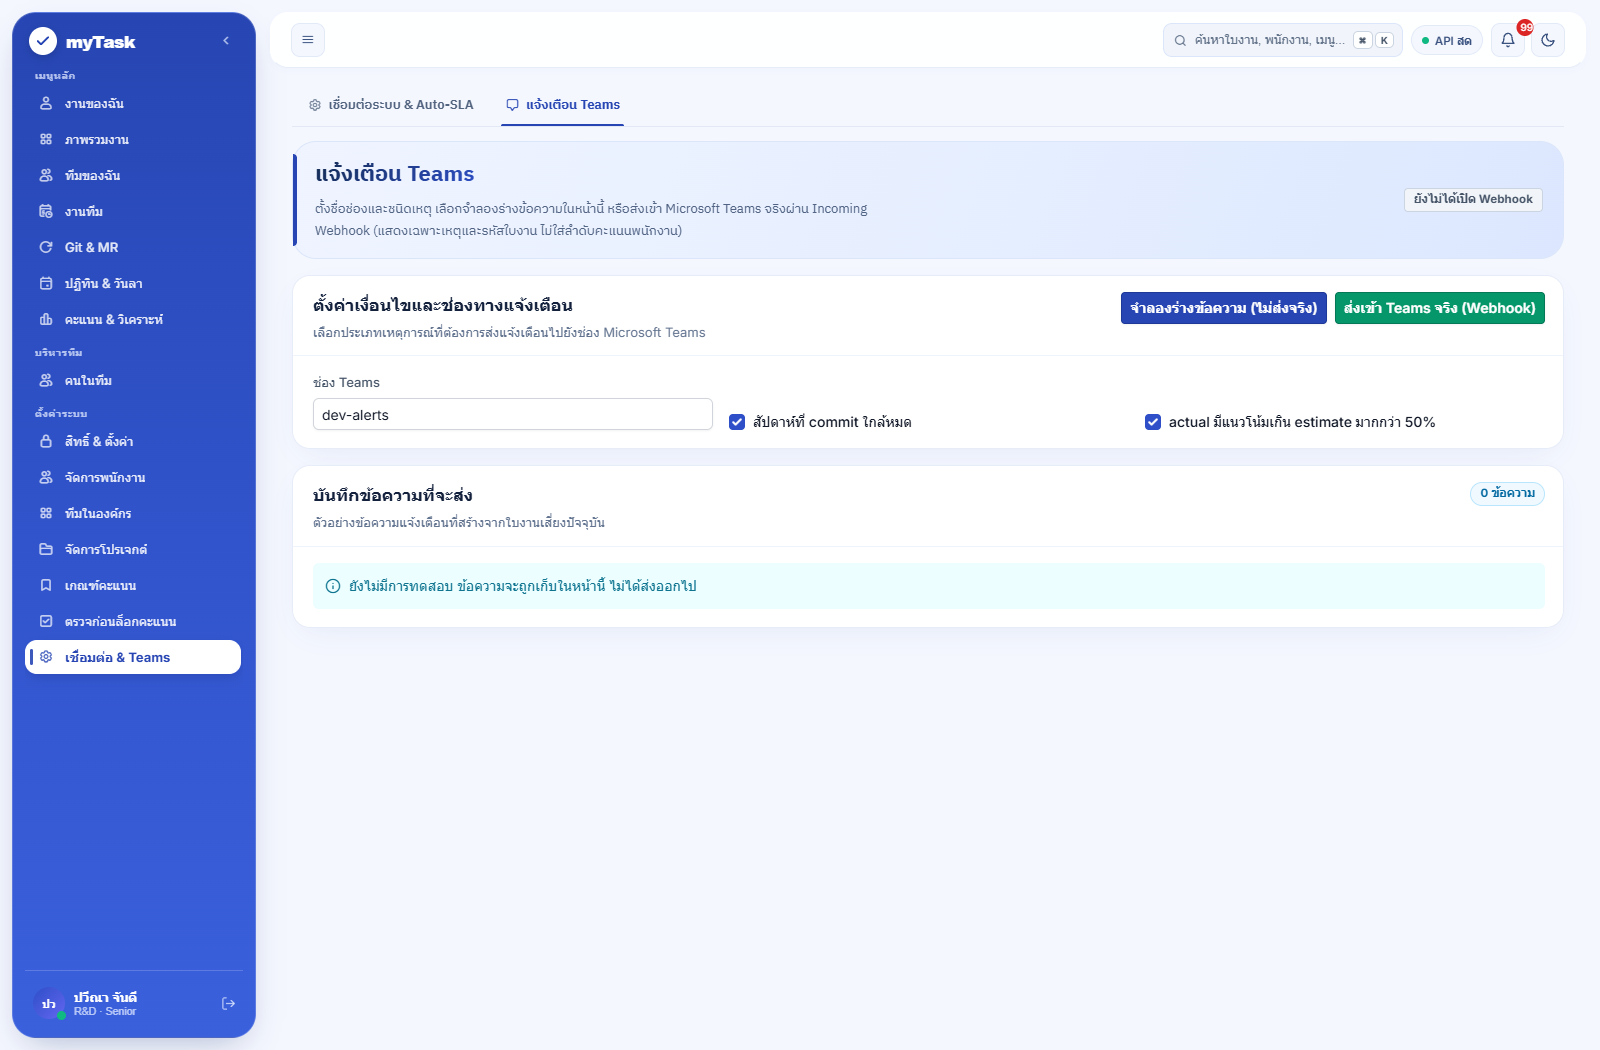 myTask
เมนูหลัก
งานของฉัน
ภาพรวมงาน
ทีมของฉัน
งานทีม
Git & MR
ปฏิทิน & วันลา
คะแนน & วิเคราะห์
บริหารทีม
คนในทีม
ตั้งค่าระบบ
สิทธิ์ & ตั้งค่า
จัดการพนักงาน
ทีมในองค์กร
จัดการโปรเจกต์
เกณฑ์คะแนน
ตรวจก่อนล็อกคะแนน
เชื่อมต่อ & Teams
ปว
ปวีณา จันดี
R&D · Senior
ค้นหาใบงาน, พนักงาน, เมนู... ⌘ K
API สด
99
เชื่อมต่อระบบ & Auto-SLA
แจ้งเตือน Teams
แจ้งเตือน Teams
ตั้งชื่อช่องและชนิดเหตุ เลือกจำลองร่างข้อความในหน้านี้ หรือส่งเข้า Microsoft Teams จริงผ่าน Incoming
Webhook (แสดงเฉพาะเหตุและรหัสใบงาน ไม่ใส่ลำดับคะแนนพนักงาน)
ยังไม่ได้เปิด Webhook
ตั้งค่าเงื่อนไขและช่องทางแจ้งเตือน
เลือกประเภทเหตุการณ์ที่ต้องการส่งแจ้งเตือนไปยังช่อง Microsoft Teams
จำลองร่างข้อความ (ไม่ส่งจริง)
ส่งเข้า Teams จริง (Webhook)
ช่อง Teams
dev-alerts
สัปดาห์ที่ commit ใกล้หมด
actual มีแนวโน้มเกิน estimate มากกว่า 50%
บันทึกข้อความที่จะส่ง
ตัวอย่างข้อความแจ้งเตือนที่สร้างจากใบงานเสี่ยงปัจจุบัน
0 ข้อความ
ยังไม่มีการทดสอบ ข้อความจะถูกเก็บในหน้านี้ ไม่ได้ส่งออกไป